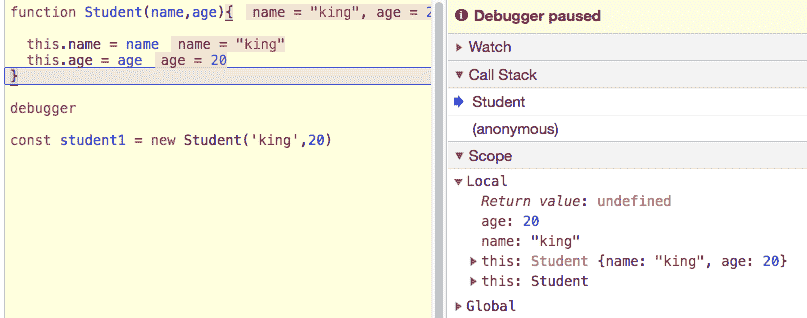 function Student(name,age){ name = "king", age = 2
this.name = name name = "king"
this.age = age age = 20
}
debugger
const student1 = new Student('king',20)
Debugger paused
Watch
Call Stack
Student
(anonymous)
Scope
Local
Return value: undefined
age: 20
name: "king"
this: Student {name: "king", age: 20}
this: Student
Global